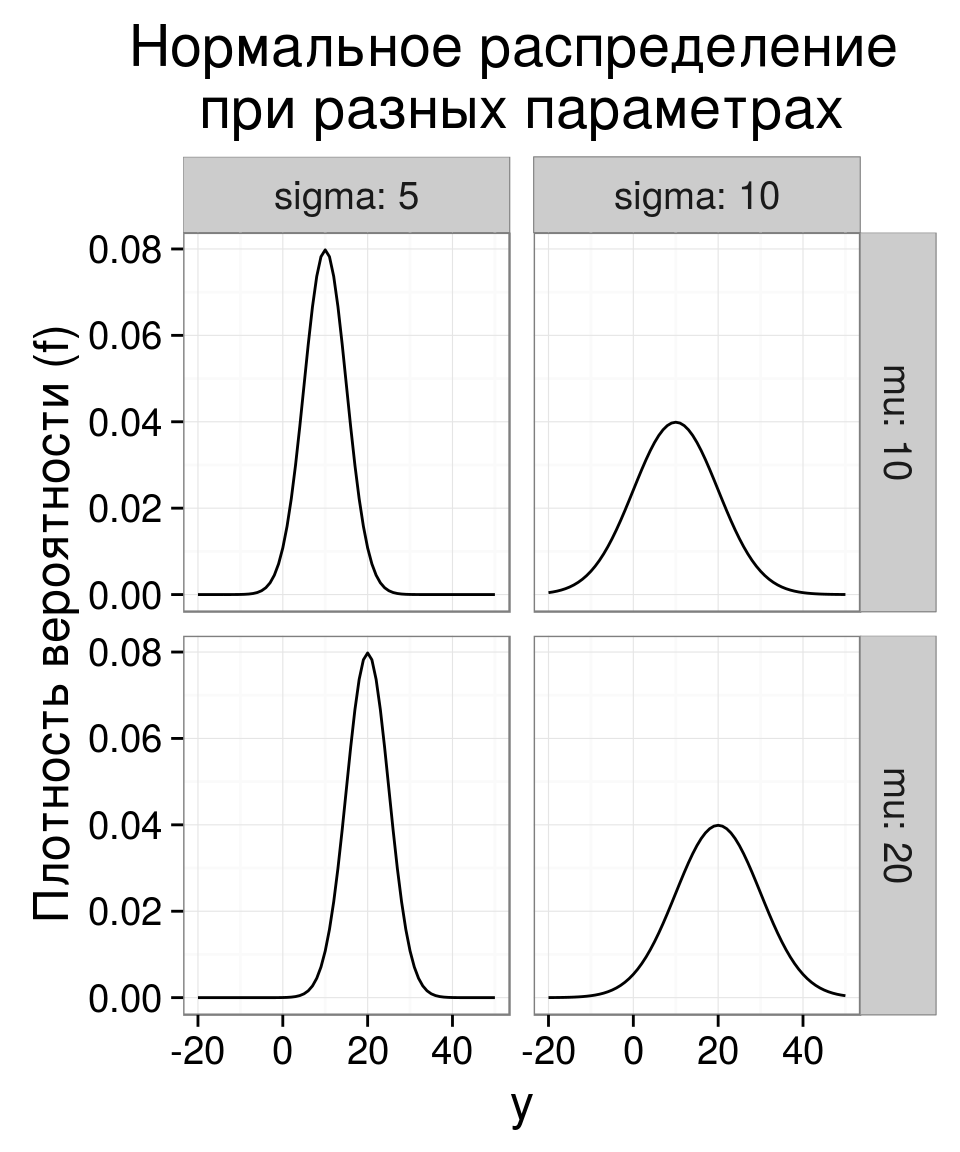 Нормальное распределение
при разных параметрах
sigma: 5
sigma: 10
mu: 10
mu: 20
Плотность вероятности (f)
0.08
0.06
0.04
0.02
0.00
0.08
0.06
0.04
0.02
0.00
-20 0 20 40
-20 0 20 40
y